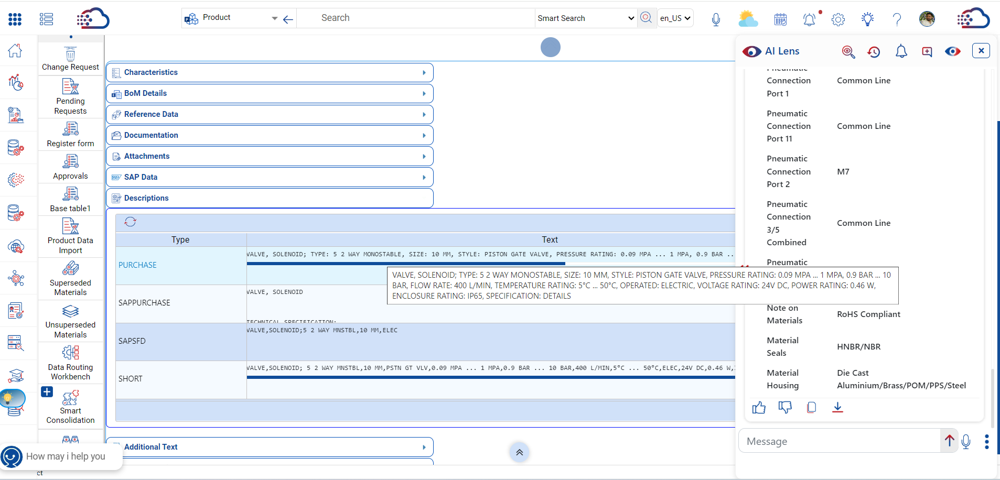 Product
Search
Smart Search
en_US
Change Request
Pending
Requests
Register form
Approvals
Base table1
Product Data
Import
Superseded
Materials
Unsuperseded
Materials
Data Routing
Workbench
Smart
Consolidation
How may i help you
ct
Characteristics
BoM Details
Reference Data
Documentation
Attachments
SAP Data
Descriptions
Type
Text
PURCHASE
VALVE, SOLENOID; TYPE: 5 2 WAY MONOSTABLE, SIZE: 10 MM, STYLE: PISTON GATE VALVE, PRESSURE RATING: 0.09 MPA ... 1 MPA, 0.9 BAR ..
VALVE, SOLENOID; TYPE: 5 2 WAY MONOSTABLE, SIZE: 10 MM, STYLE: PISTON GATE VALVE, PRESSURE RATING: 0.09 MPA ... 1 MPA, 0.9 BAR ... 10
BAR, FLOW RATE: 400 L/MIN, TEMPERATURE RATING: 5°C ... 50°C, OPERATED: ELECTRIC, VOLTAGE RATING: 24V DC, POWER RATING: 0.46 W,
ENCLOSURE RATING: IP65, SPECIFICATION: DETAILS
SAPPURCHASE
VALVE, SOLENOID
TECHNICAL SPECIFICATION:
SAPSFD
VALVE,SOLENOID;5 2 WAY MNSTBL,10 MM,ELEC
SHORT
VALVE,SOLENOID; 5 2 WAY MNSTBL,10 MM,PSTN GT VLV,0.09 MPA ... 1 MPA,0.9 BAR ... 10 BAR,400 L/MIN,5°C ... 50°C,ELEC,24V DC,0.46 W,
Additional Text
AI Lens
Pneumatic
Connection
Port 1
Common Line
Pneumatic
Connection
Port 11
Common Line
Pneumatic
Connection
Port 2
M7
Pneumatic
Connection
3/5
Combined
Common Line
Pneumatic
Note on
Materials
RoHS Compliant
Material
Seals
HNBR/NBR
Material
Housing
Die Cast
Aluminium/Brass/POM/PPS/Steel
Message